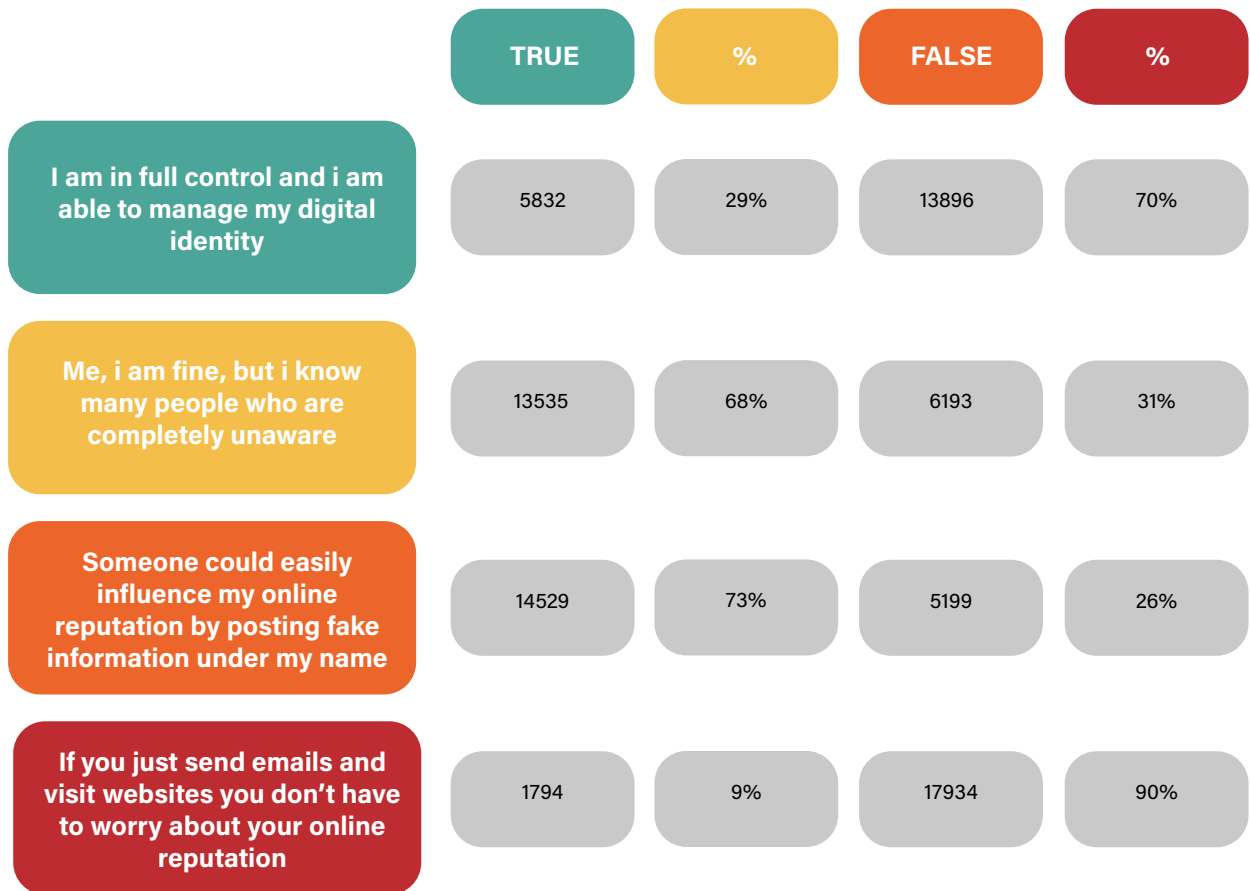 TRUE % FALSE %
I am in full control and i am
able to manage my digital
identity
5832 29% 13896 70%
Me, i am fine, but i know
many people who are
completely unaware
13535 68% 6193 31%
Someone could easily
influence my online
reputation by posting fake
information under my name
14529 73% 5199 26%
If you just send emails and
visit websites you don’t have
to worry about your online
reputation
1794 9% 17934 90%